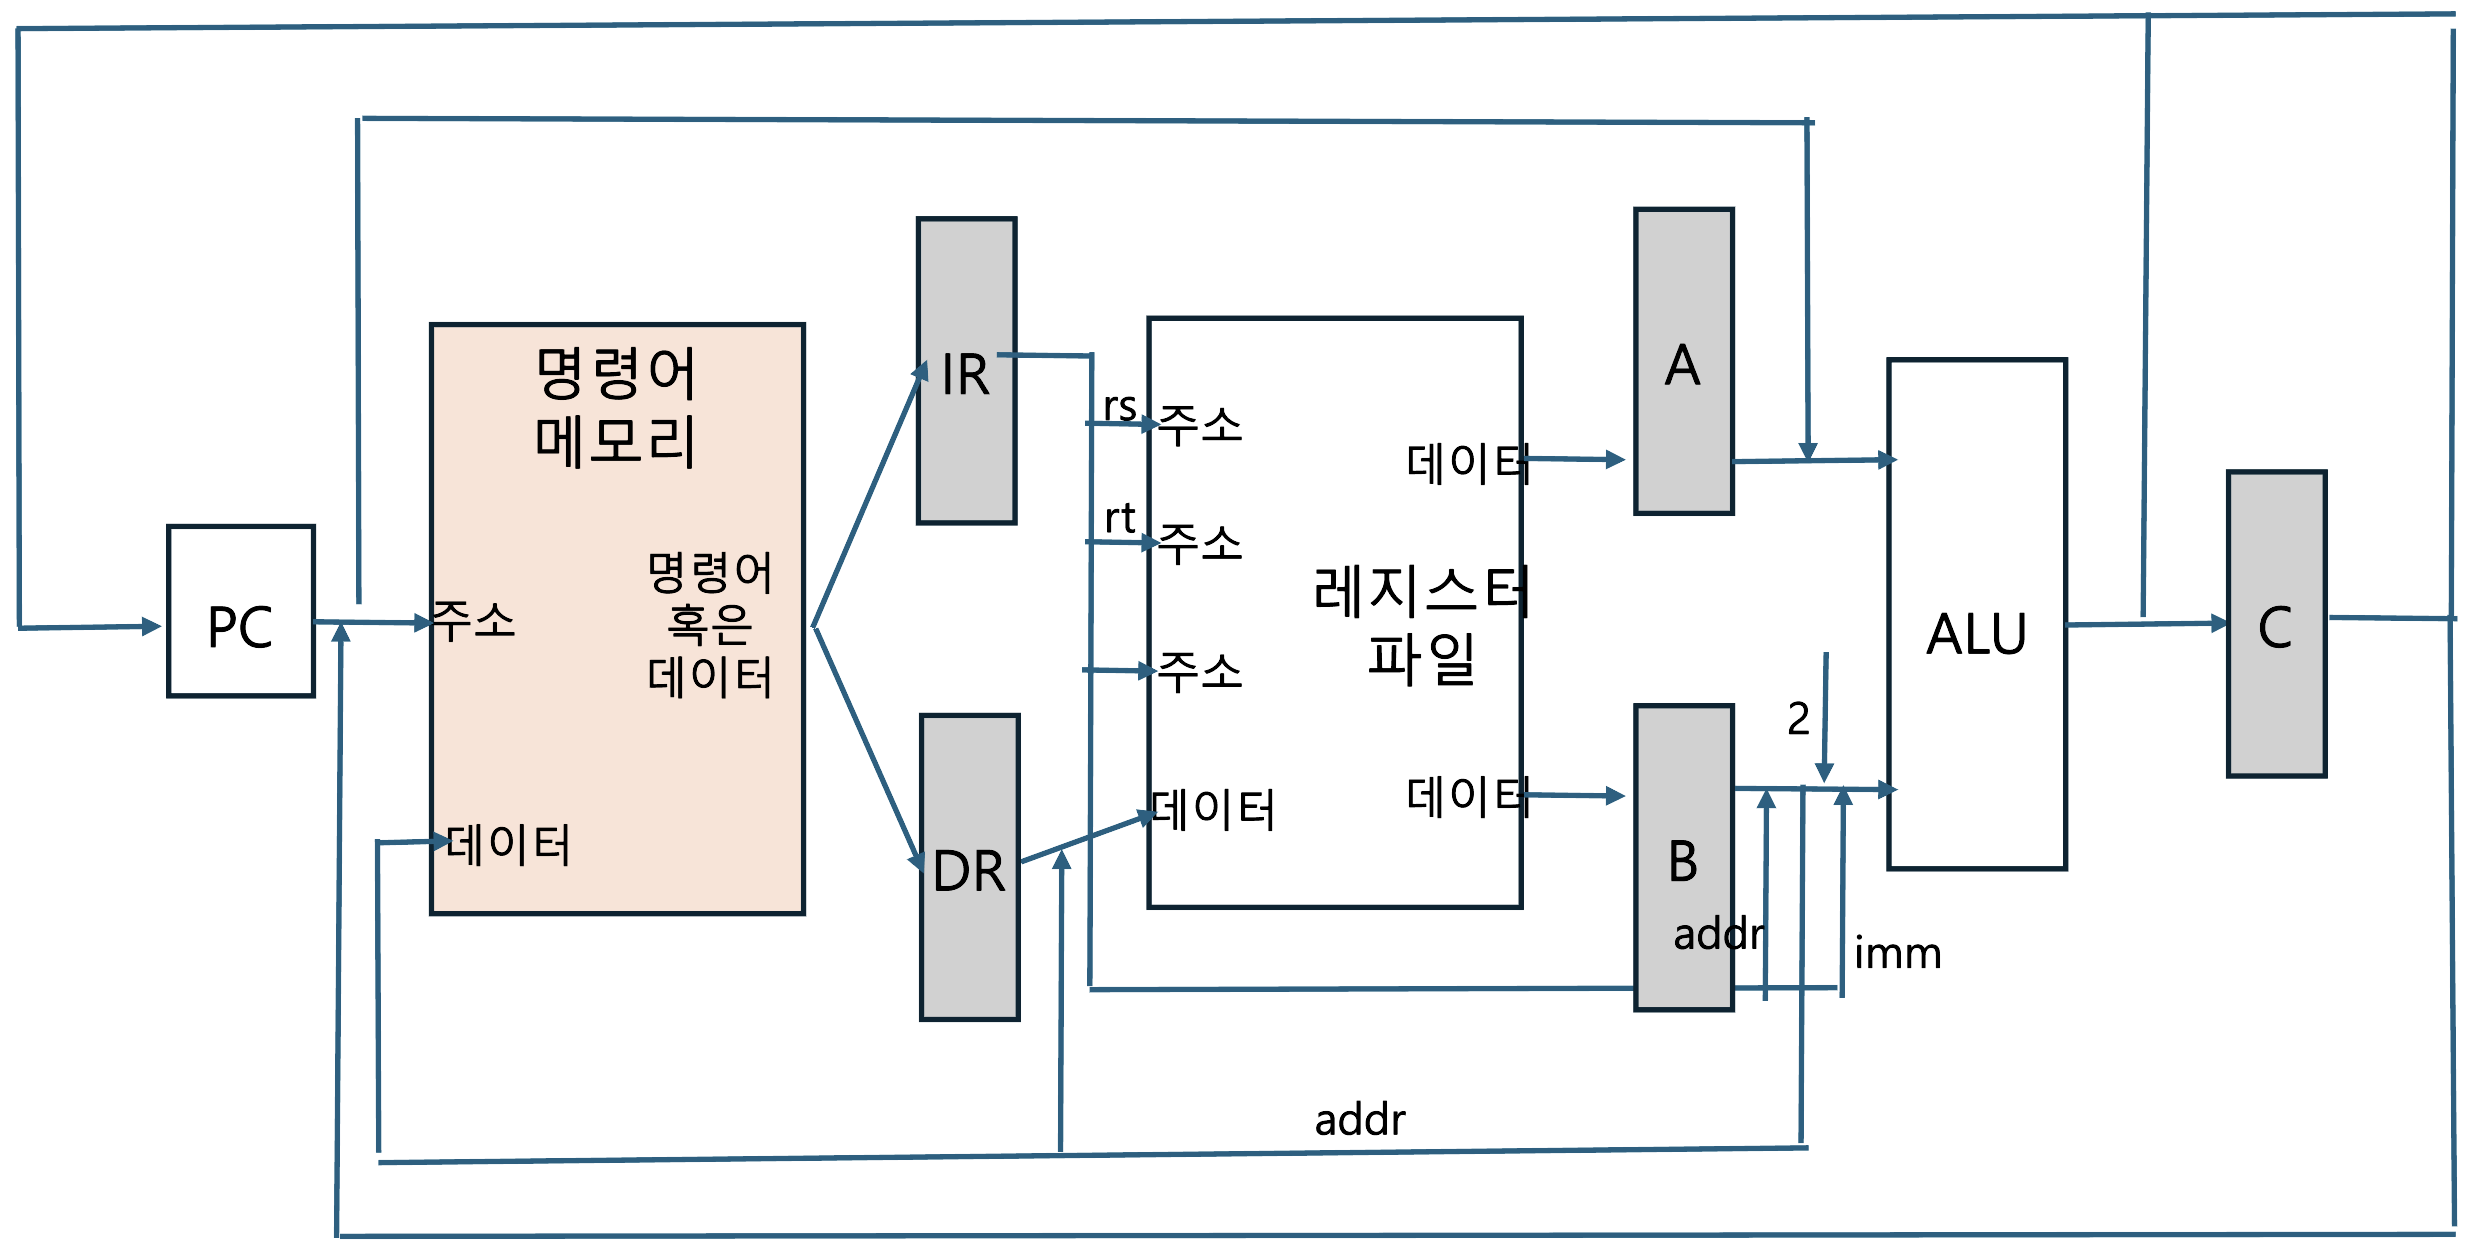 명령어
메모리
명령어
혹은
데이터
주소
데이터
PC
IR
DR
rs
주소
rt
주소
주소
데이터
데이터
레지스터
파일
데이터
A
B
addr
2
imm
ALU
C
addr